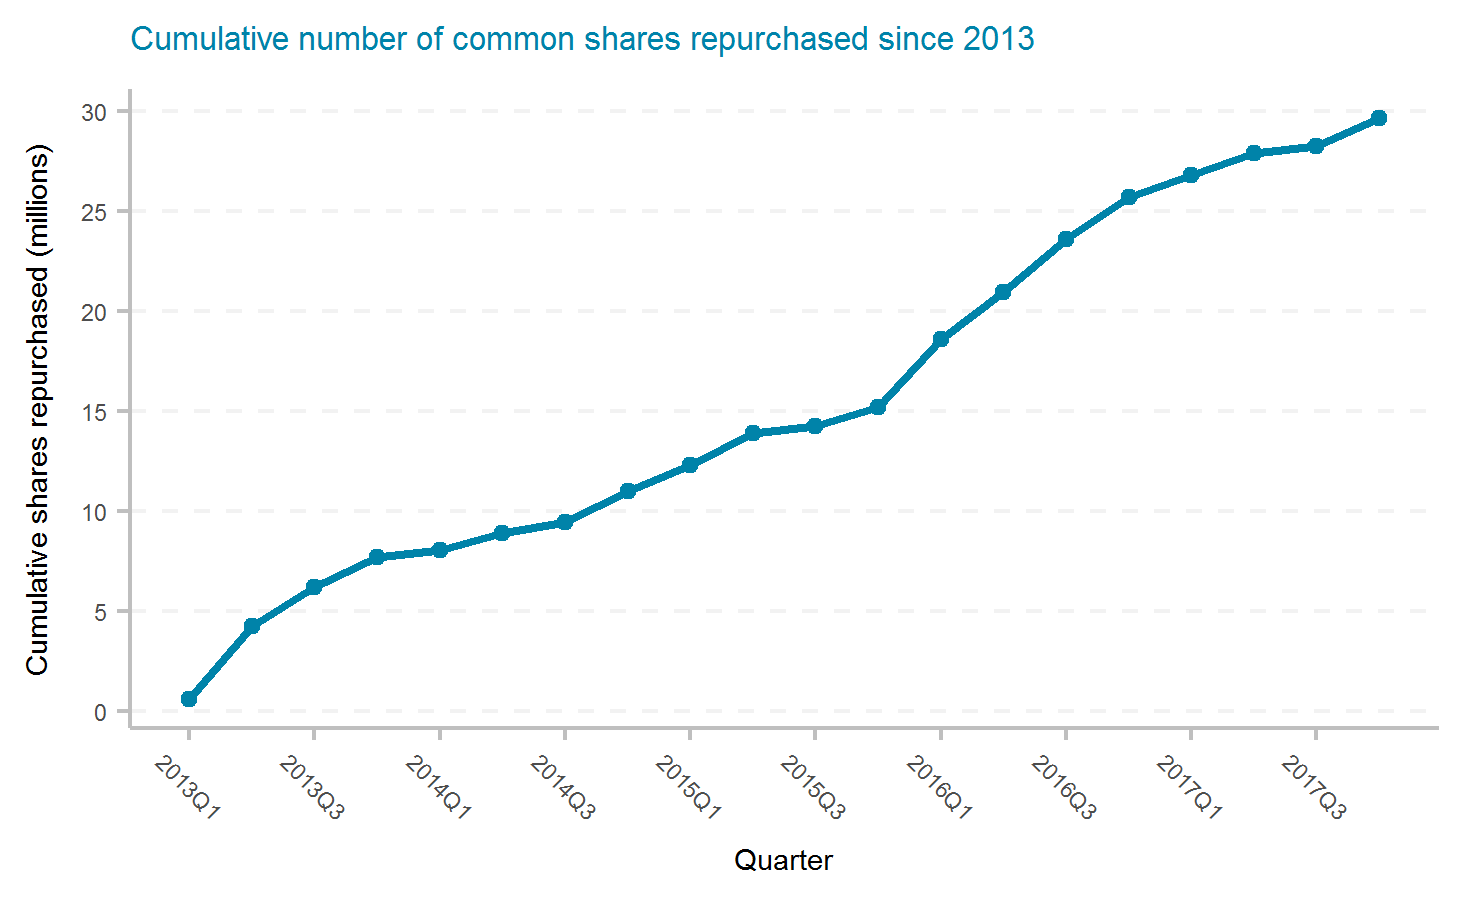 Cumulative number of common shares repurchased since 2013
Cumulative shares repurchased (millions)
30
25
20
15
10
5
0
2013Q1
2013Q3
2014Q1
2014Q3
2015Q1
2015Q3
2016Q1
2016Q3
2017Q1
2017Q3
Quarter